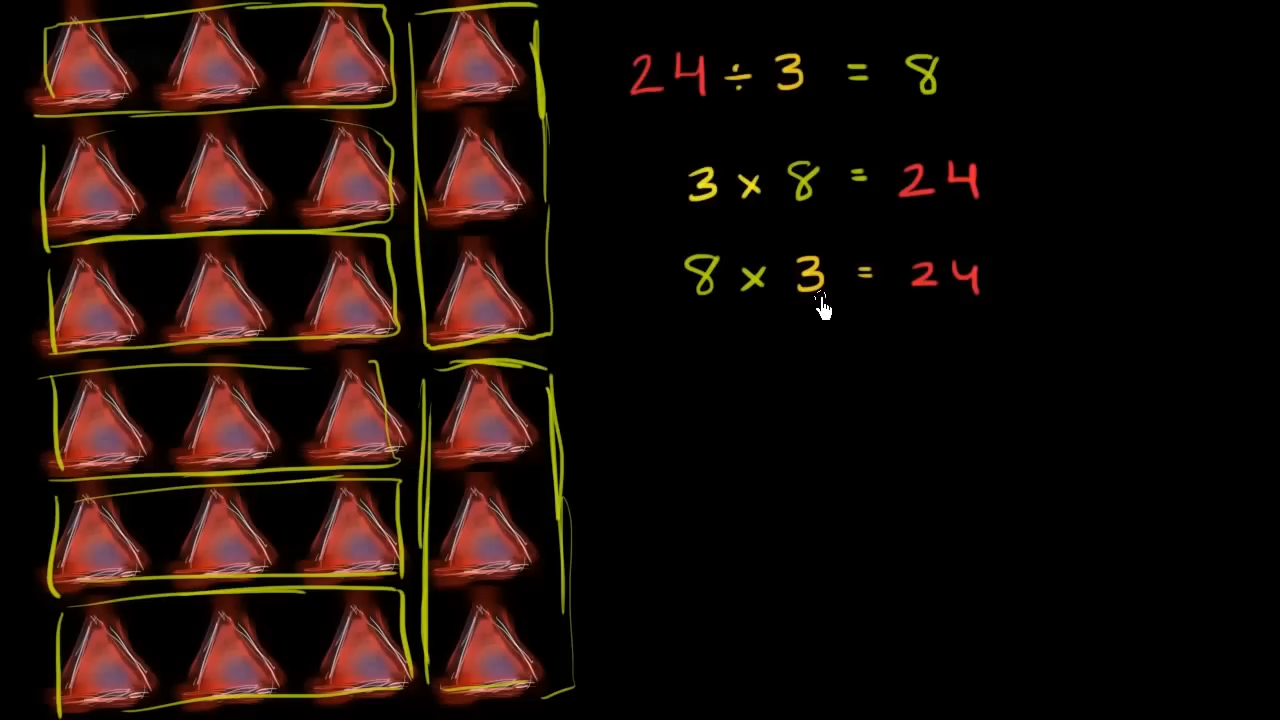 24 ÷ 3 = 8
3 × 8 = 24
8 × 3 = 24